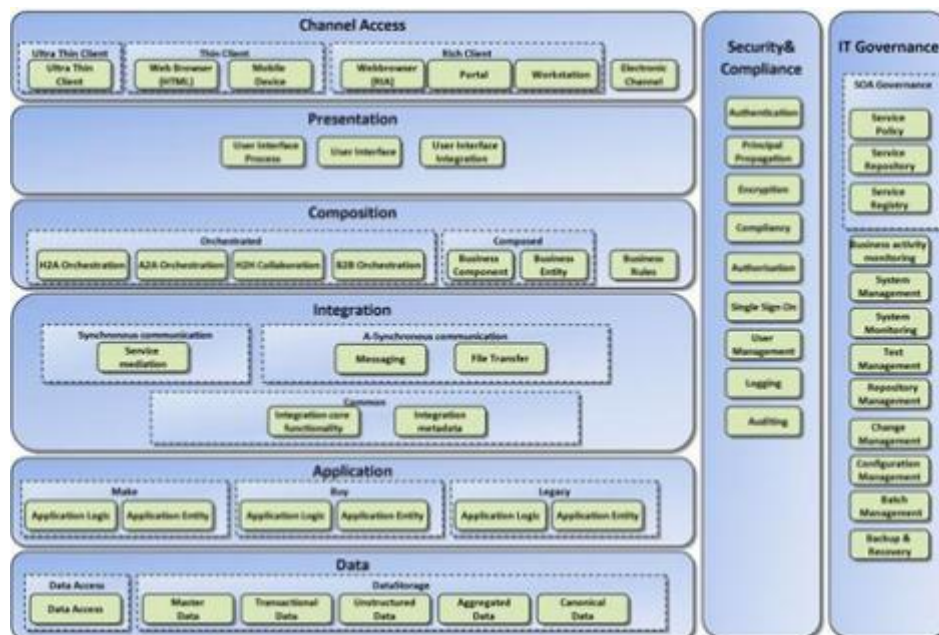 Channel Access
Ultra Thin Client
Ultra Thin
Client
Thin Client
Web Browser
(HTML)
Mobile
Device
Rich Client
Webbrowser
(RIA)
Portal
Workstation
Electronic
Channel
Presentation
User Interface
Process
User Interface
User Interface
Integration
Composition
Orchestrated
H2A Orchestration
A2A Orchestration
H2H Collaboration
B2B Orchestration
Composed
Business
Component
Business
Entity
Business
Rules
Integration
Synchronous communication
Service
mediation
A-Synchronous communication
Messaging
File Transfer
Common
Integration core
functionality
Integration
metadata
Application
Make
Application Logic
Application Entity
Buy
Application Logic
Application Entity
Legacy
Application Logic
Application Entity
Data
Data Access
Data Access
DataStorage
Master
Data
Transactional
Data
Unstructured
Data
Aggregated
Data
Canonical
Data
Security&
Compliance
Authentication
Principal
Propagation
Encryption
Compliancy
Authorisation
Single Sign On
User
Management
Logging
Auditing
IT Governance
SOA Governance
Service
Policy
Service
Repository
Service
Registry
Business activity
monitoring
System
Management
System
Monitoring
Test
Management
Repository
Management
Change
Management
Configuration
Management
Batch
Management
Backup &
Recovery